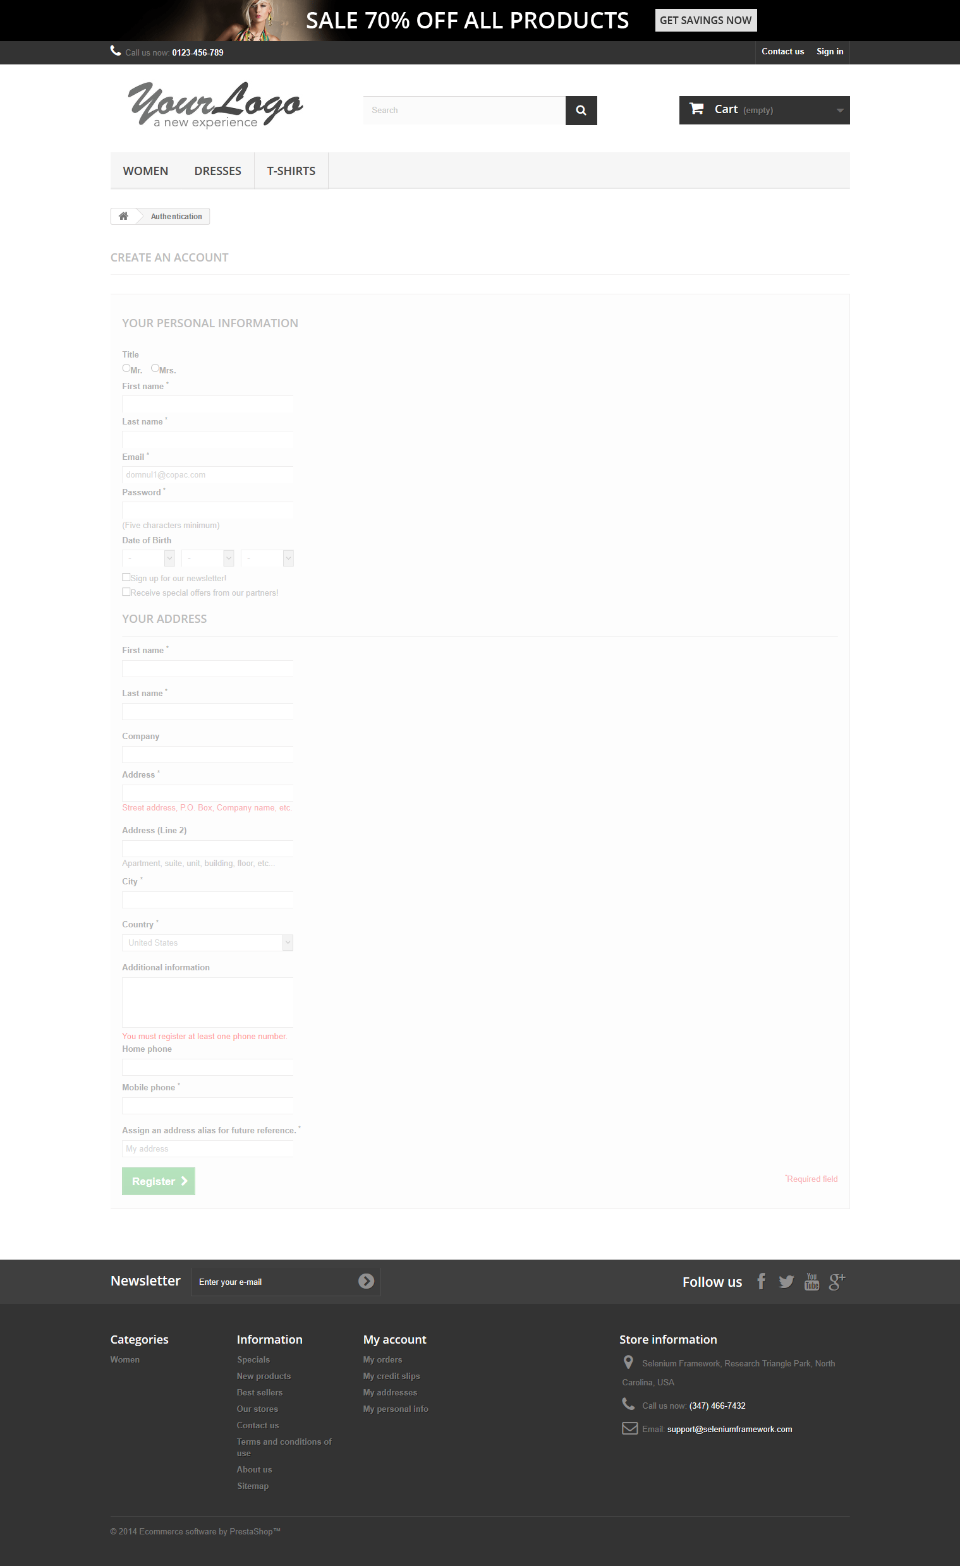 SALE 70% OFF ALL PRODUCTS GET SAVINGS NOW
Call us now: 0123-456-789 Contact us Sign in
YourLogo
a new experience
Search
Cart (empty)
WOMEN DRESSES T-SHIRTS
Authentication
CREATE AN ACCOUNT
YOUR PERSONAL INFORMATION
Title
Mr. Mrs.
First name *
Last name *
Email *
dommul1@copac.com
Password *
(Five characters minimum)
Date of Birth
- - -
Sign up for our newsletter!
Receive special offers from our partners!
YOUR ADDRESS
First name *
Last name *
Company
Address *
Street address, P.O. Box, Company name, etc.
Address (Line 2)
Apartment, suite, unit, building, floor, etc...
City *
Country *
United States
Additional information
You must register at least one phone number.
Home phone
Mobile phone *
Assign an address alias for future reference. *
My address
Register
*Required field
Newsletter Enter your e-mail Follow us
Categories Information My account Store information
Women
Specials
New products
Best sellers
Our stores
Contact us
Terms and conditions of
use
About us
Sitemap
My orders
My credit slips
My addresses
My personal info
Selenium Framework, Research Triangle Park, North
Carolina, USA
Call us now: (347) 466-7432
Email: support@seleniumframework.com
© 2014 Ecommerce software by PrestaShop™